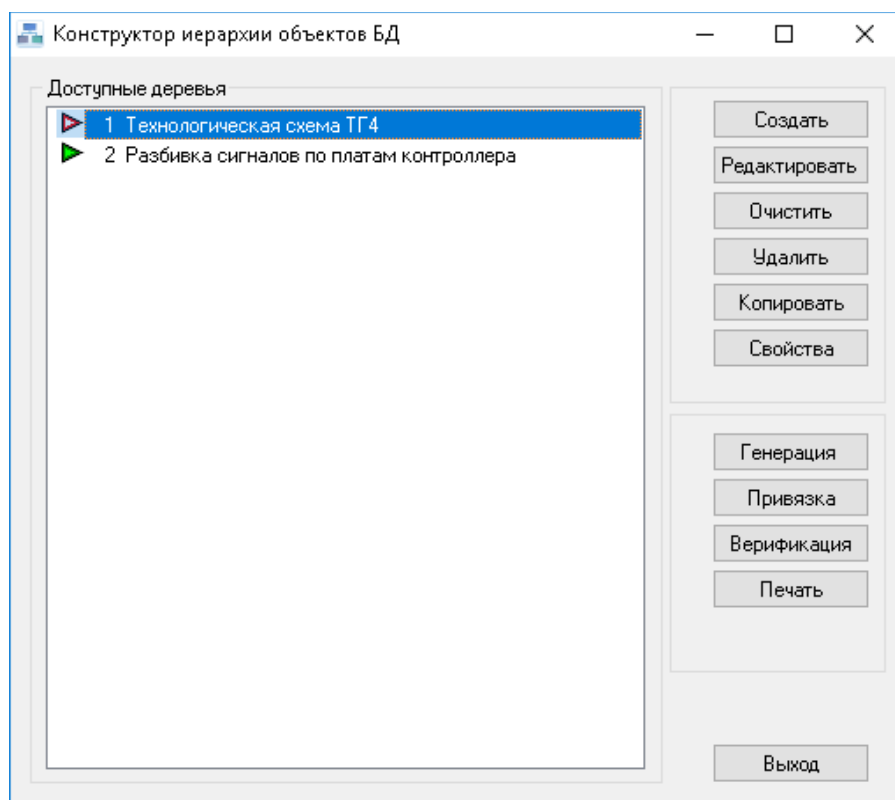 Конструктор иерархии объектов БД
Доступные деревья
1 Технологическая схема ТГ4
2 Разбивка сигналов по платам контроллера
Создать
Редактировать
Очистить
Удалить
Копировать
Свойства
Генерация
Привязка
Верификация
Печать
Выход